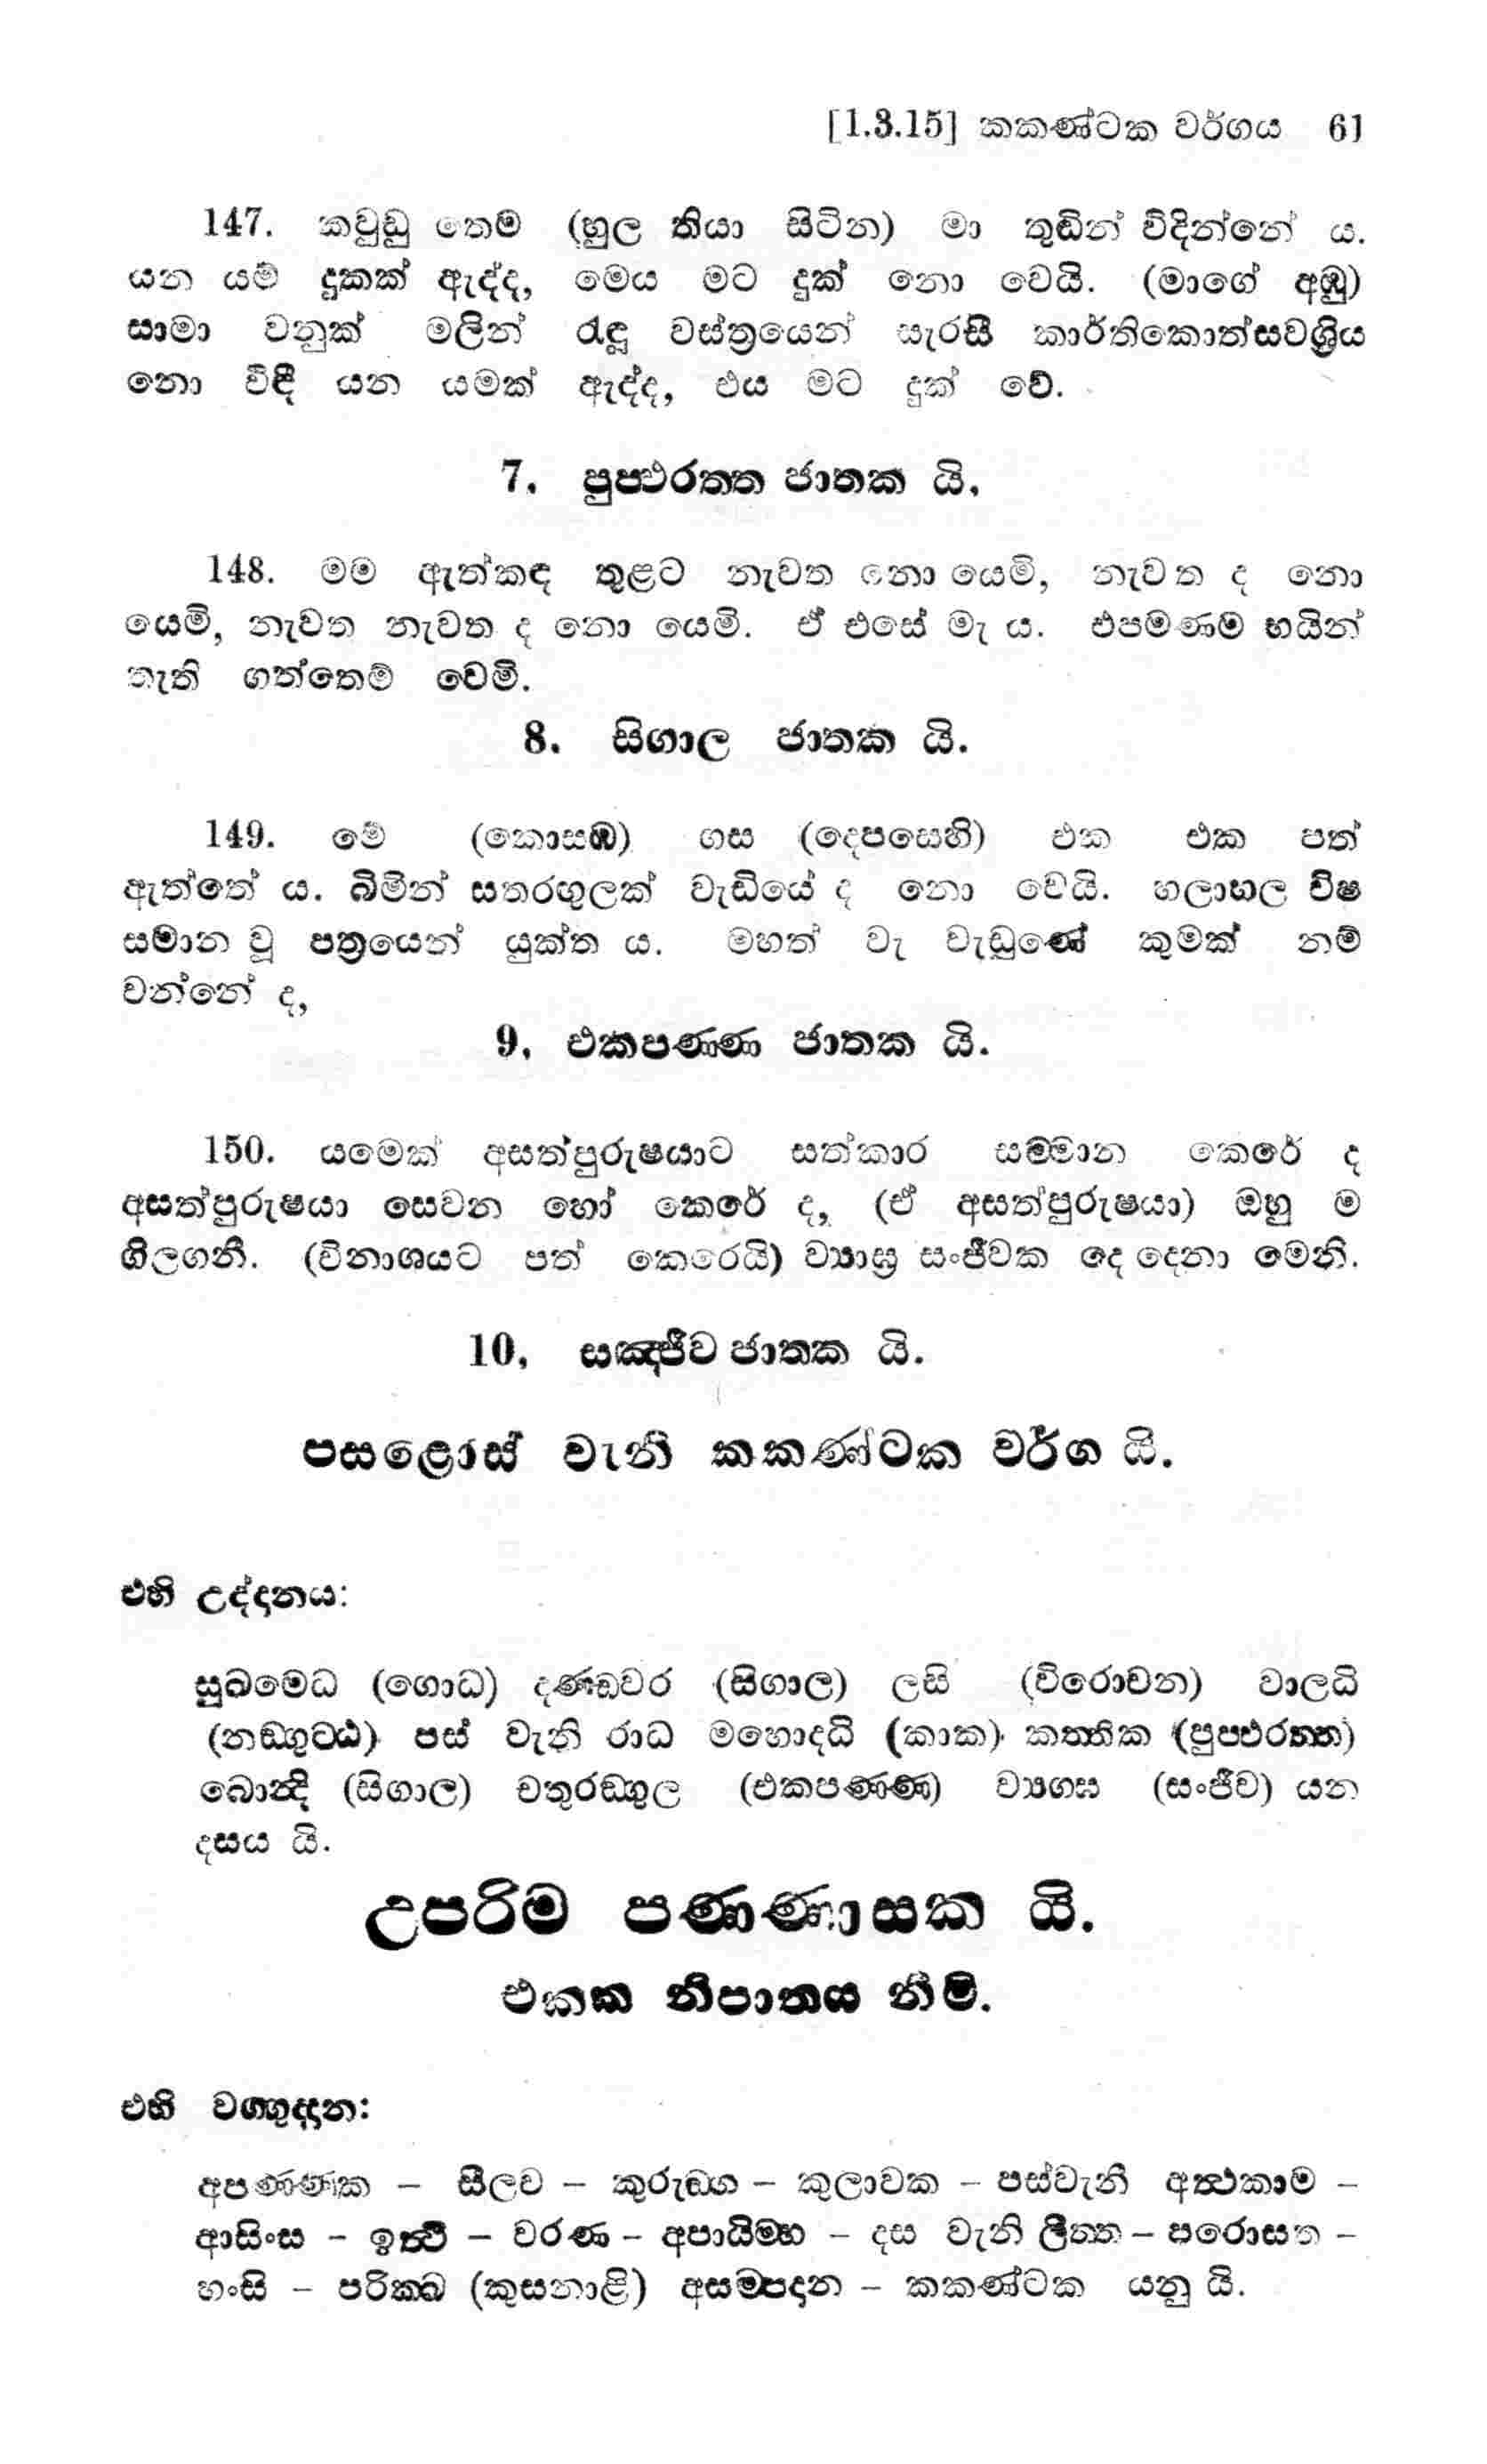 [1.3.15] කකණ්ටක වර්ගය 61
147. කවුඩු තෙම (හුල තියා සිටින) මා තුඩින් විදින්නේ ය.
යන යම් දුකක් ඇද්ද, මෙය මට දුක් නො වෙයි. (මාගේ අඹු)
සාමා වනුක් මලින් රැඳූ වස්ත්‍රයෙන් සැරසී කාර්තිකොත්සවශ්‍රිය
නො විඳී යන යමක් ඇද්ද, එය මට දුක් වේ.
7. පුප්ඵරත්ත ජාතක යි.
148. මම ඇත්කඳ තුළට නැවත නො යෙමි, නැවත ද නො
යෙමි, නැවත නැවත ද නො යෙමි. ඒ එසේ මැ ය. එපමණම භයින්
තැති ගත්තෙම් වෙමි.
8. සිගාල ජාතක යි.
149. මේ (කොසඹ) ගස (දෙපසෙහි) එක එක පත්
ඇත්තේ ය. බිමින් සතරඟුලක් වැඩියේ ද නො වෙයි. හලාහල විෂ
සමාන වූ පත්‍රයෙන් යුක්ත ය. මහත් වැ වැඩුණේ කුමක් නම්
වන්නේ ද,
9. එකපණ්ණ ජාතක යි.
150. යමෙක් අසත්පුරුෂයාට සත්කාර සම්මාන කෙරේ ද
අසත්පුරුෂයා සෙවන හෝ කෙරේ ද, (ඒ අසත්පුරුෂයා) ඔහු ම
ගිලගනී. (විනාශයට පත් කෙරෙයි) ව්‍යාඝ්‍ර සංජීවක දෙ දෙනා මෙනි.
10. සඤ්ජීව ජාතක යි.
පසළොස් වැනි කකණ්ටක වර්ග යි.
එහි උද්දානය:
සූඛමෙධ (ගොධ) දණ්ඩවර (සිගාල) ලසි (විරොචන) වාලධි
(නඞ්ගුට්ඨ) පස් වැනි රාධ මහොදධි (කාක) කත්තික (පුප්ඵරත්ත)
බොන්දි (සිගාල) චතුරඞ්ගුල (එකපණ්ණ) ව්‍යග්ඝ (සංජීව) යන
දසය යි.
උපරිම පණ්ණාසක යි.
එකක නිපාතය නිමි.
එහි වග්ගුද්දාන:
අපණ්ණක – සීලව – කුරුඞ්ග – කුලාවක – පස්වැනි අත්ථකාම –
ආසිංස – ඉත්ථි – වරණ – අපායිම්හ – දස වැනි ලිත්ත – පරොසත –
හංසි – පරික්ඛ (කුසනාළි) අසම්පදාන – කකණ්ටක යනු යි.